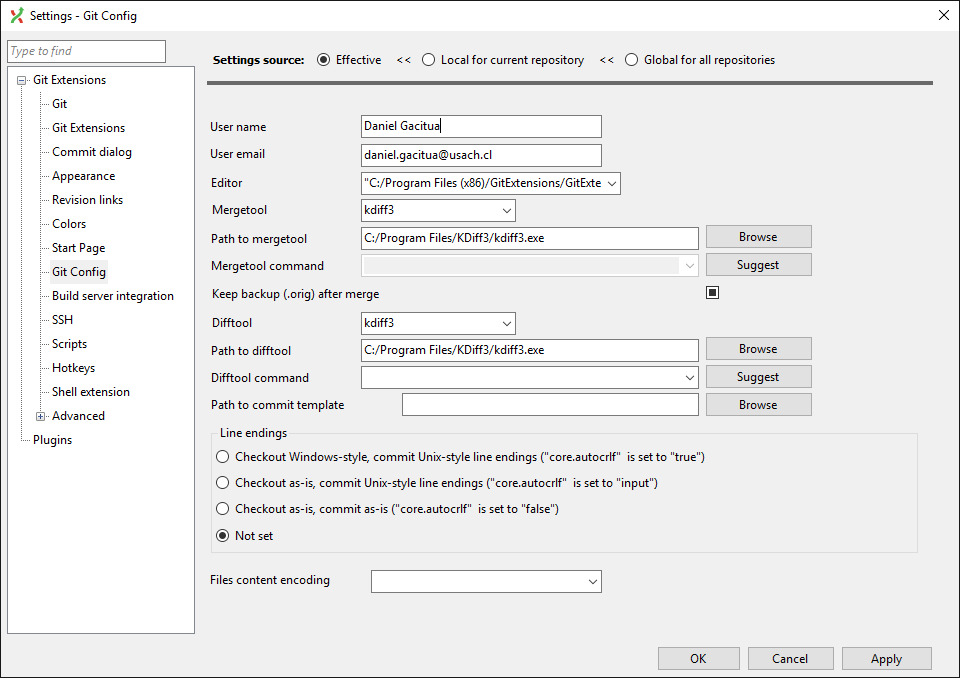 Settings - Git Config
Type to find
Git Extensions
Git
Git Extensions
Commit dialog
Appearance
Revision links
Colors
Start Page
Git Config
Build server integration
SSH
Scripts
Hotkeys
Shell extension
Advanced
Plugins
Settings source: Effective << Local for current repository << Global for all repositories
User name Daniel Gacitua
User email daniel.gacitua@usach.cl
Editor "C:/Program Files (x86)/GitExtensions/GitExte
Mergetool kdiff3
Path to mergetool C:/Program Files/KDiff3/kdiff3.exe Browse
Mergetool command Suggest
Keep backup (.orig) after merge
Difftool kdiff3
Path to difftool C:/Program Files/KDiff3/kdiff3.exe Browse
Difftool command Suggest
Path to commit template Browse
Line endings
Checkout Windows-style, commit Unix-style line endings ("core.autocrlf" is set to "true")
Checkout as-is, commit Unix-style line endings ("core.autocrlf" is set to "input")
Checkout as-is, commit as-is ("core.autocrlf" is set to "false")
Not set
Files content encoding
OK Cancel Apply